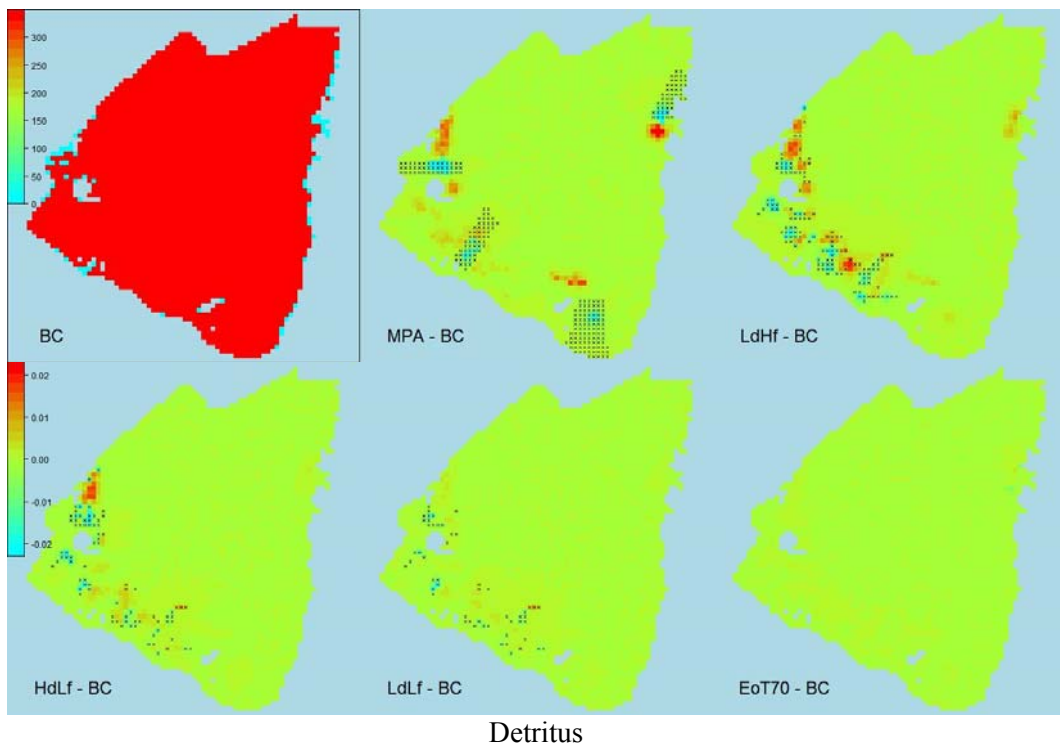 300
250
200
150
100
50
0
BC
MPA - BC
LdHf - BC
0.02
0.01
0.00
-0.01
-0.02
HdLf - BC
LdLf - BC
EoT70 - BC
Detritus